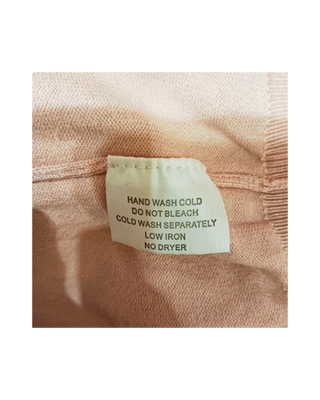 HAND WASH COLD
DO NOT BLEACH
COLD WASH SEPARATELY
LOW IRON
NO DRYER